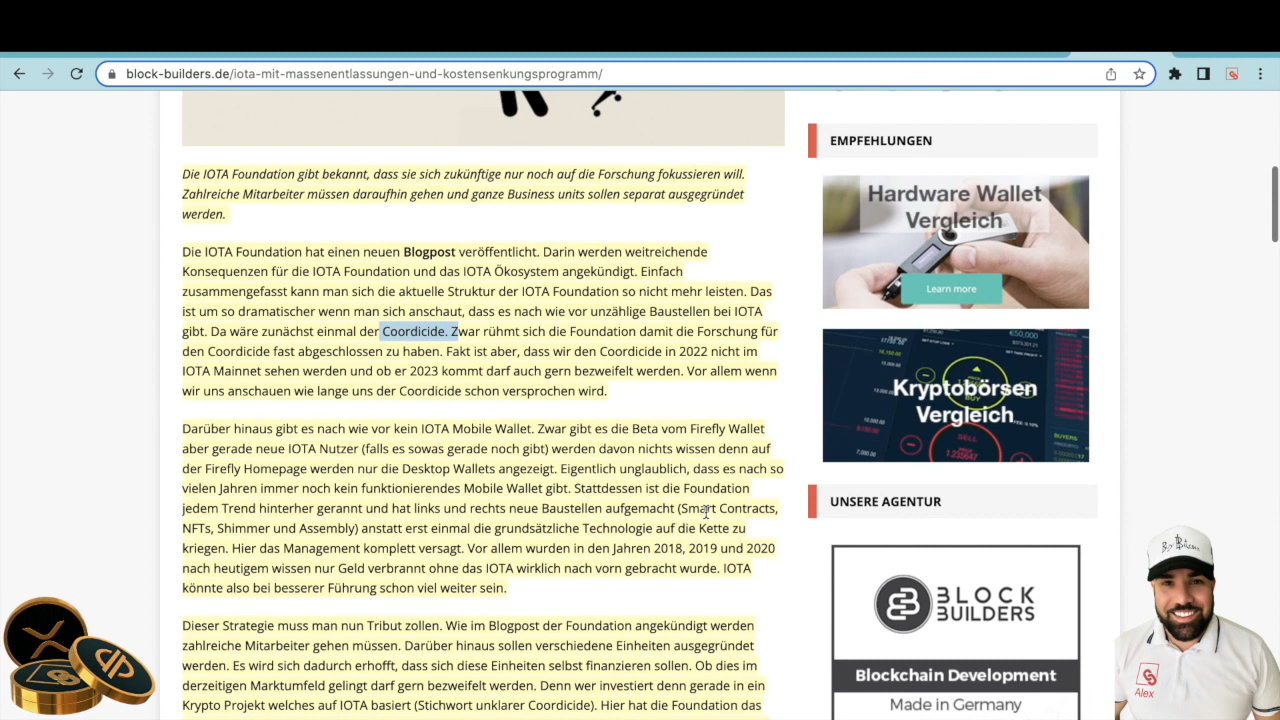 block-builders.de/iota-mit-massenentlassungen-und-kostensenkungsprogramm/
Die IOTA Foundation gibt bekannt, dass sie sich zukünftige nur noch auf die Forschung fokussieren will.
Zahlreiche Mitarbeiter müssen daraufhin gehen und ganze Business units sollen separat ausgegründet
werden.
Die IOTA Foundation hat einen neuen Blogpost veröffentlicht. Darin werden weitreichende
Konsequenzen für die IOTA Foundation und das IOTA Ökosystem angekündigt. Einfach
zusammengefasst kann man sich die aktuelle Struktur der IOTA Foundation so nicht mehr leisten. Das
ist um so dramatischer wenn man sich anschaut, dass es nach wie vor unzählige Baustellen bei IOTA
gibt. Da wäre zunächst einmal der Coordicide. Zwar rühmt sich die Foundation damit die Forschung für
den Coordicide fast abgeschlossen zu haben. Fakt ist aber, dass wir den Coordicide in 2022 nicht im
IOTA Mainnet sehen werden und ob er 2023 kommt darf auch gern bezweifelt werden. Vor allem wenn
wir uns anschauen wie lange uns der Coordicide schon versprochen wird.
Darüber hinaus gibt es nach wie vor kein IOTA Mobile Wallet. Zwar gibt es die Beta vom Firefly Wallet
aber gerade neue IOTA Nutzer (falls es sowas gerade noch gibt) werden davon nichts wissen denn auf
der Firefly Homepage werden nur die Desktop Wallets angezeigt. Eigentlich unglaublich, dass es nach so
vielen Jahren immer noch kein funktionierendes Mobile Wallet gibt. Stattdessen ist die Foundation
jedem Trend hinterher gerannt und hat links und rechts neue Baustellen aufgemacht (Smart Contracts,
NFTs, Shimmer und Assembly) anstatt erst einmal die grundsätzliche Technologie auf die Kette zu
kriegen. Hier das Management komplett versagt. Vor allem wurden in den Jahren 2018, 2019 und 2020
nach heutigem wissen nur Geld verbrannt ohne das IOTA wirklich nach vorn gebracht wurde. IOTA
könnte also bei besserer Führung schon viel weiter sein.
Dieser Strategie muss man nun Tribut zollen. Wie im Blogpost der Foundation angekündigt werden
zahlreiche Mitarbeiter gehen müssen. Darüber hinaus sollen verschiedene Einheiten ausgegründet
werden. Es wird sich dadurch erhofft, dass sich diese Einheiten selbst finanzieren sollen. Ob dies im
derzeitigen Marktumfeld gelingt darf gern bezweifelt werden. Denn wer investiert denn gerade in ein
Krypto Projekt welches auf IOTA basiert (Stichwort unklarer Coordicide). Hier hat die Foundation das
EMPFEHLUNGEN
Hardware Wallet
Vergleich
Learn more
€50,000
BUY
Kryptobörsen
Vergleich
SELL
UNSERE AGENTUR
BLOCK
BUILDERS
Blockchain Development
Made in Germany
Alex